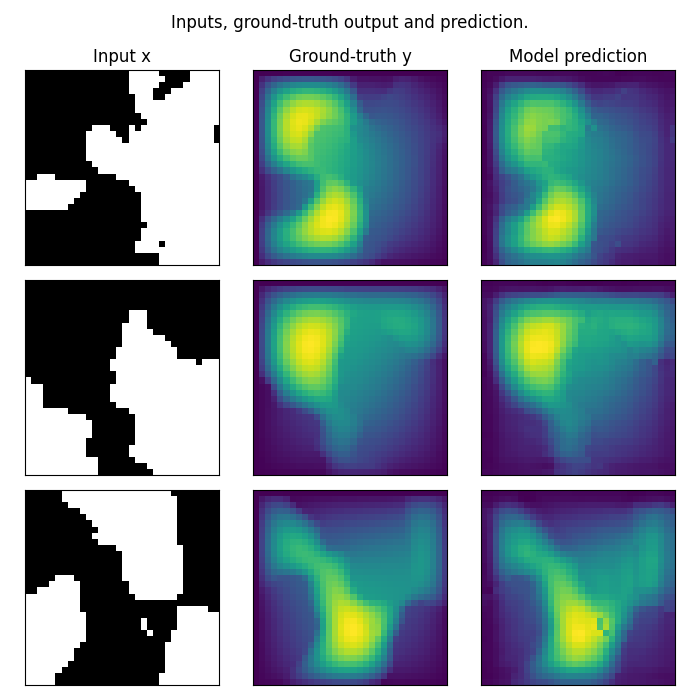 Inputs, ground-truth output and prediction.
Input x
Ground-truth y
Model prediction